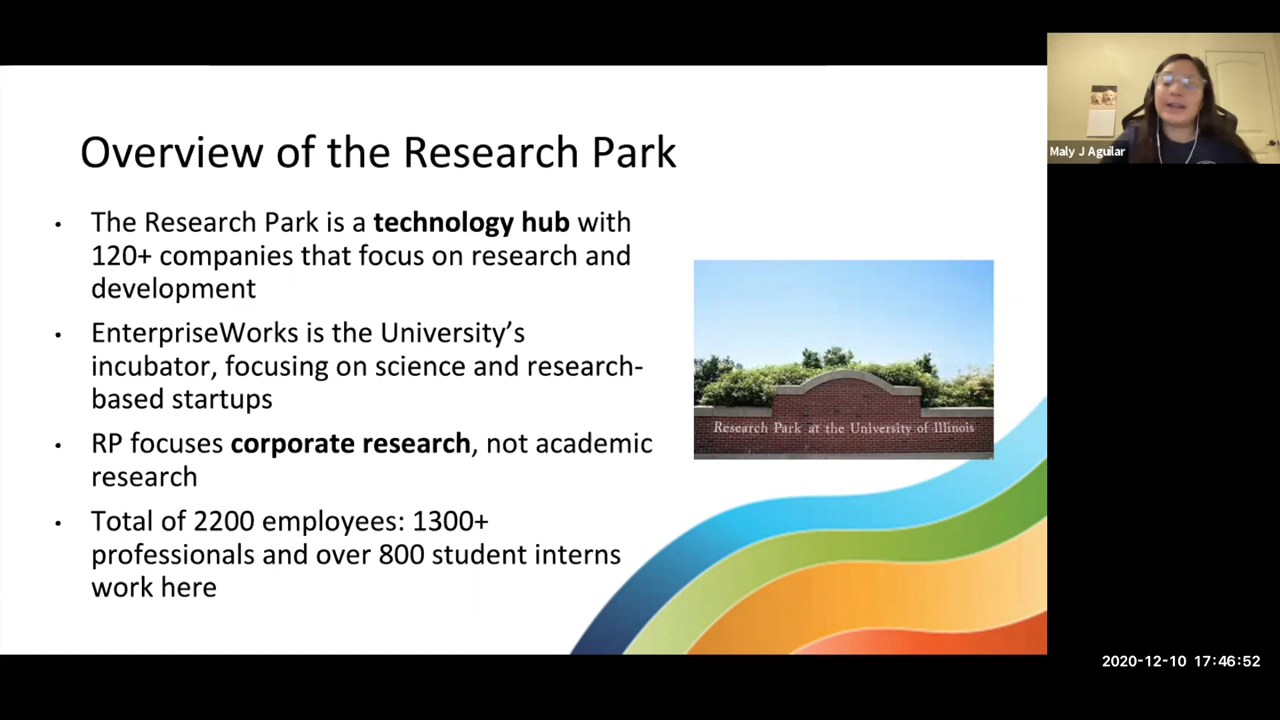 Overview of the Research Park
• The Research Park is a technology hub with
120+ companies that focus on research and
development
• EnterpriseWorks is the University’s
incubator, focusing on science and research-
based startups
• RP focuses corporate research, not academic
research
• Total of 2200 employees: 1300+
professionals and over 800 student interns
work here
Research Park at the University of Illinois
Maly J Aguilar
2020-12-10 17:46:52